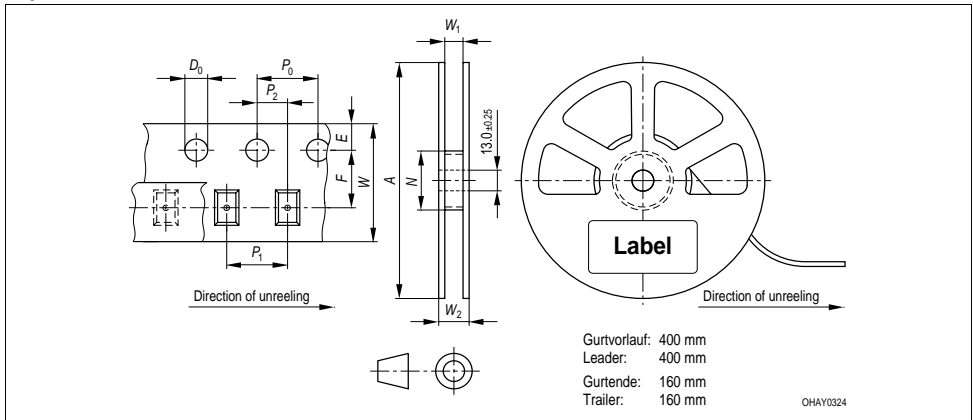 D0
P0
P2
E
F
W
P1
Direction of unreeling
W1
A
N
13.0±0.25
W2
Label
Direction of unreeling
Gurtvorlauf: 400 mm
Leader: 400 mm
Gurtende: 160 mm
Trailer: 160 mm
OHAY0324